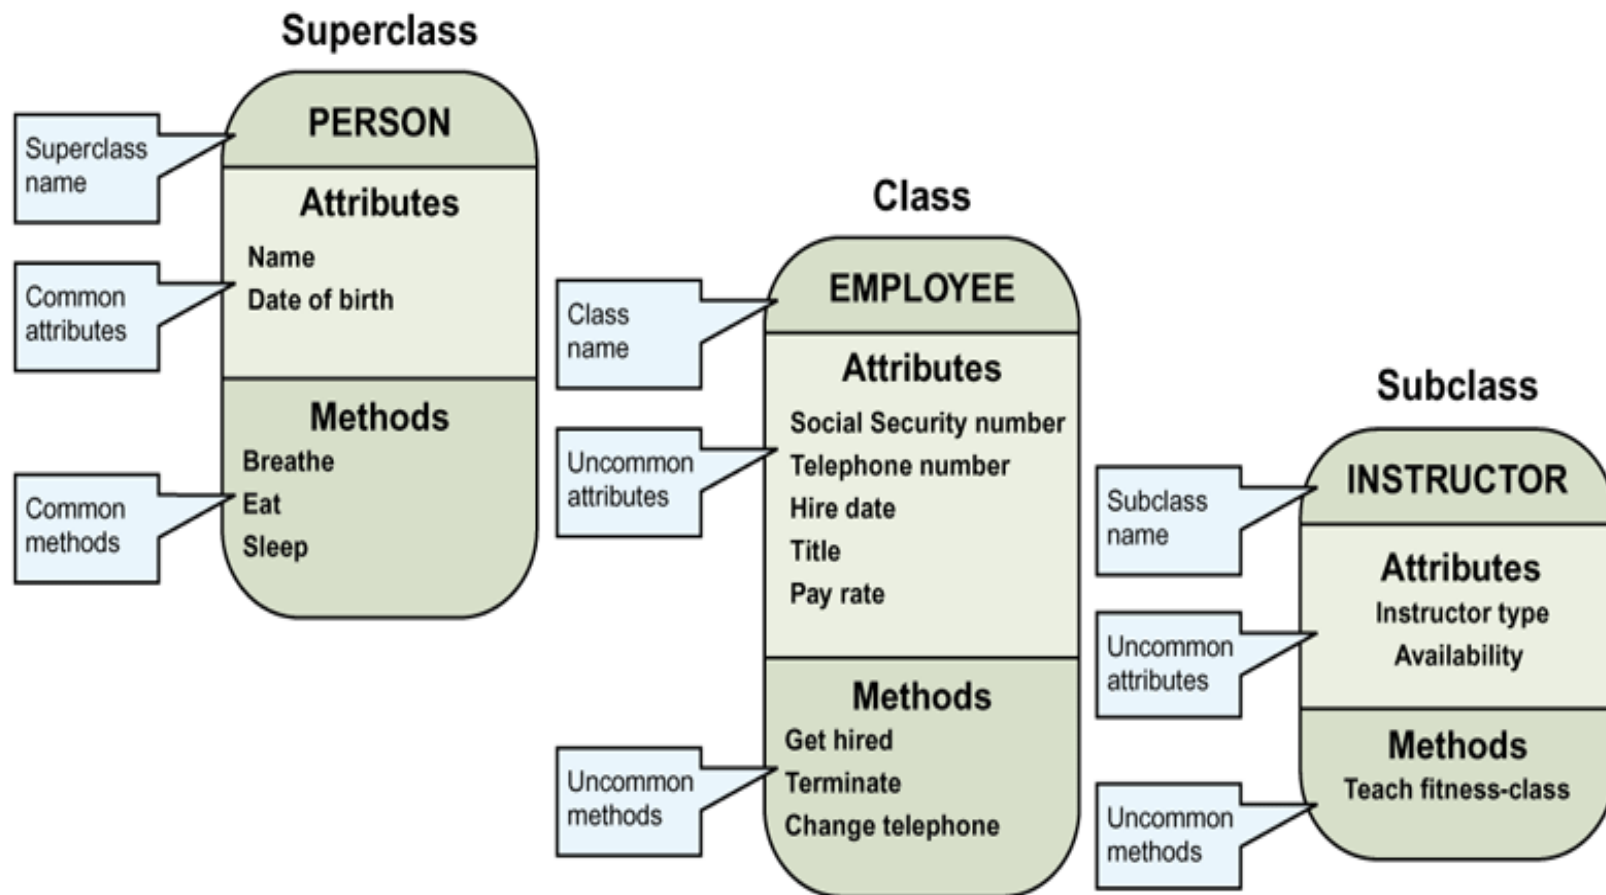 Superclass
PERSON
Superclass
name
Attributes
Name
Date of birth
Common
attributes
Methods
Breathe
Eat
Sleep
Common
methods
Class
EMPLOYEE
Class
name
Attributes
Social Security number
Telephone number
Hire date
Title
Pay rate
Uncommon
attributes
Methods
Get hired
Terminate
Change telephone
Uncommon
methods
Subclass
INSTRUCTOR
Subclass
name
Attributes
Instructor type
Availability
Uncommon
attributes
Methods
Teach fitness-class
Uncommon
methods